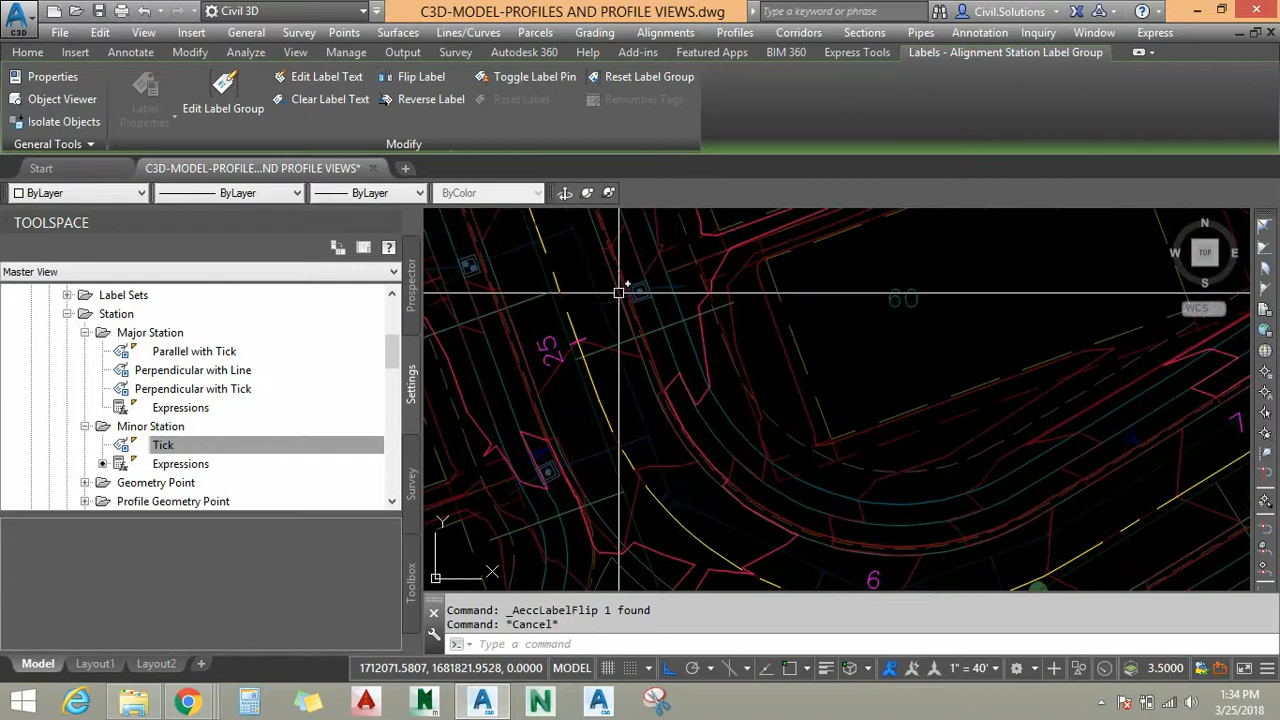 Civil 3D
C3D-MODEL-PROFILES AND PROFILE VIEWS.dwg
Type a keyword or phrase
Civil.Solutions
C3D
File Edit View Insert General Survey Points Surfaces Lines/Curves Parcels Grading Alignments Profiles Corridors Sections Pipes Annotation Inquiry Window Express
Home Insert Annotate Modify Analyze View Manage Output Survey Autodesk 360 Help Add-ins Featured Apps BIM 360 Express Tools Labels - Alignment Station Label Group
Properties
Object Viewer
Isolate Objects
General Tools
Label Properties
Edit Label Group
Edit Label Text
Clear Label Text
Flip Label
Reverse Label
Toggle Label Pin
Reset Label
Reset Label Group
Renumber Tags
Modify
Start
C3D-MODEL-PROFILE...ND PROFILE VIEWS*
ByLayer
ByLayer
ByLayer
ByColor
TOOLSPACE
Master View
Label Sets
Station
Major Station
Parallel with Tick
Perpendicular with Line
Perpendicular with Tick
Expressions
Minor Station
Tick
Expressions
Geometry Point
Profile Geometry Point
Prospector
Settings
Survey
Toolbox
N
W
TOP
E
S
WCS
60
25
7
6
Y
X
Command: _AeccLabelFlip 1 found
Command: *Cancel*
Type a command
Model Layout1 Layout2
1712071.5807, 1681821.9528, 0.0000 MODEL
1" = 40'
3.5000
1:34 PM
3/25/2018